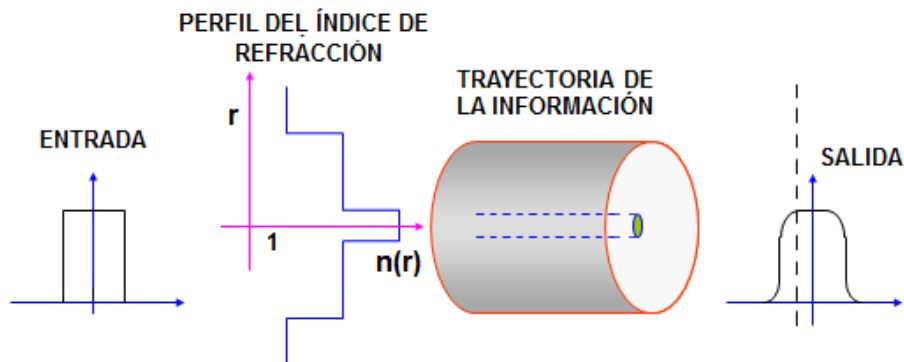 PERFIL DEL ÍNDICE DE
REFRACCIÓN
TRAYECTORIA DE
LA INFORMACIÓN
r
ENTRADA
SALIDA
1
n(r)